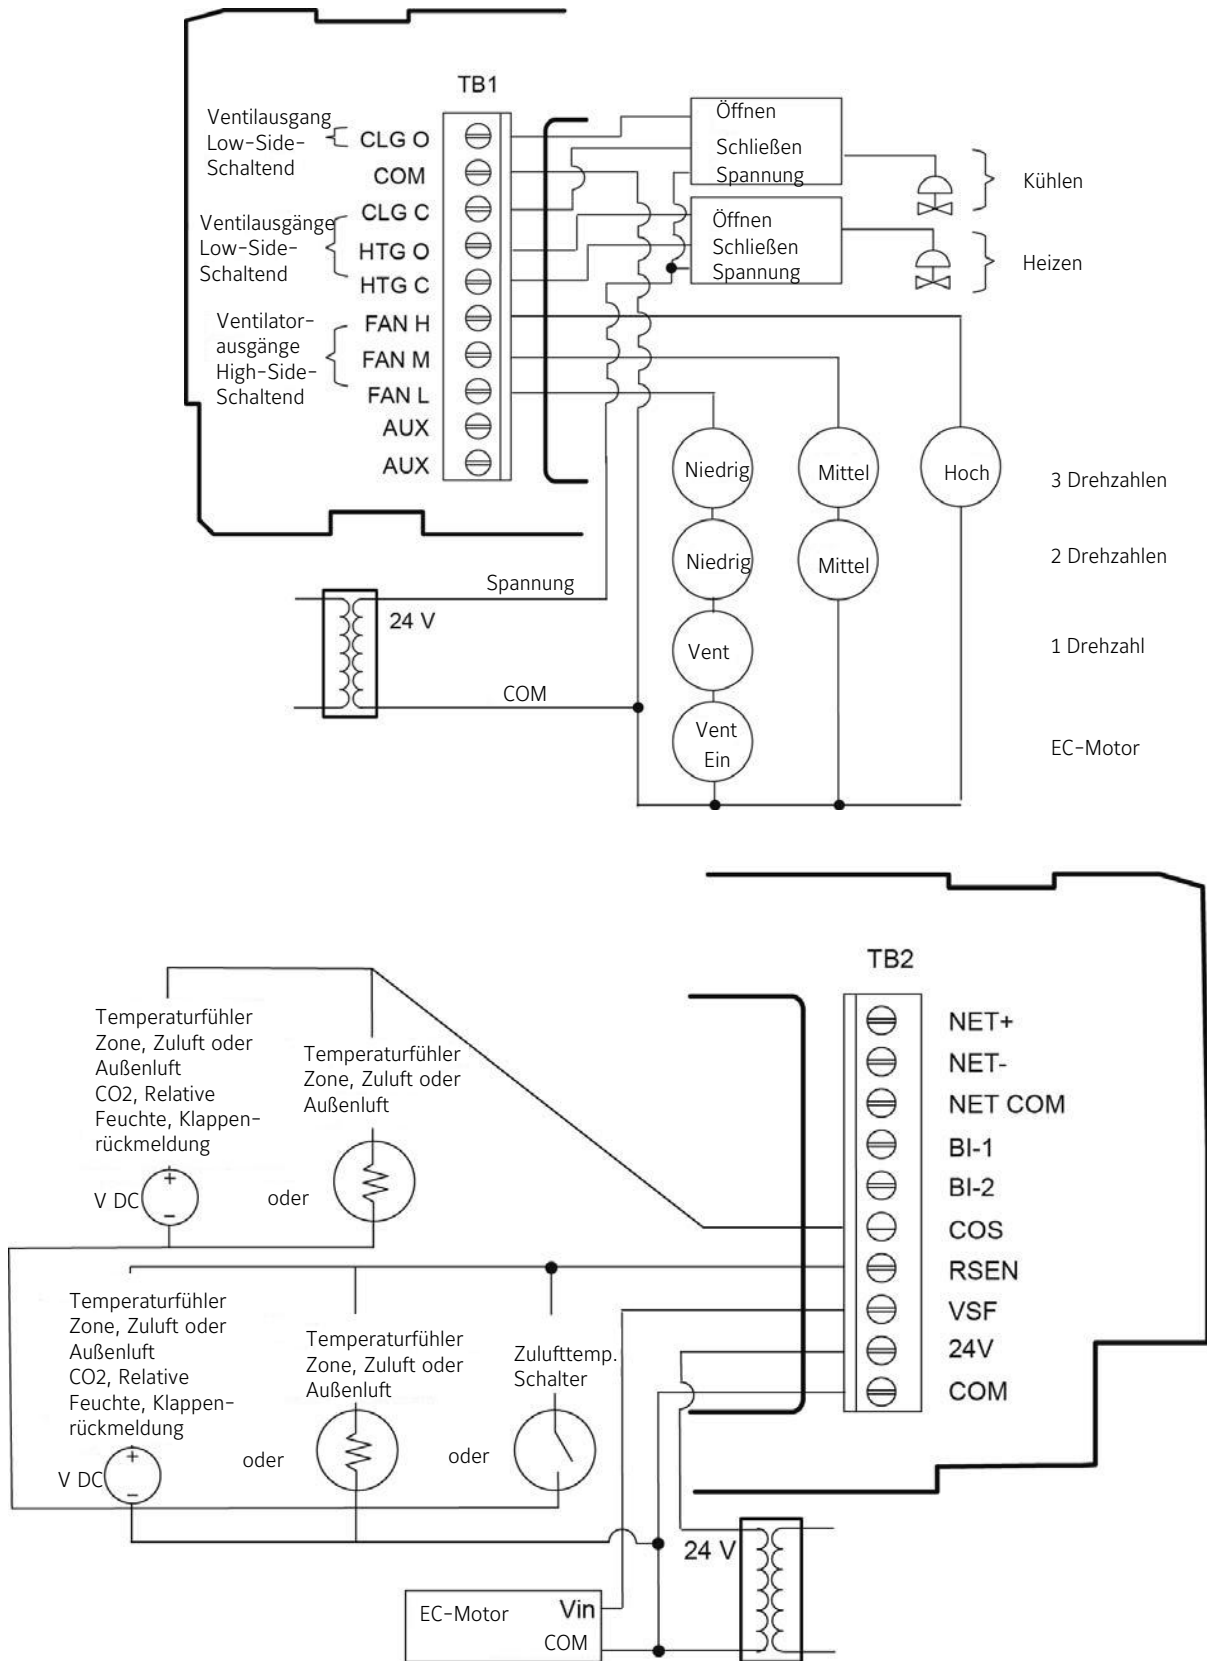 TB1
Ventilausgang
Low-Side-
Schaltend
CLG O
COM
CLG C
Ventilausgänge
Low-Side-
Schaltend
HTG O
HTG C
Ventilator-
ausgänge
High-Side-
Schaltend
FAN H
FAN M
FAN L
AUX
AUX
Öffnen
Schließen
Spannung
Kühlen
Öffnen
Schließen
Spannung
Heizen
Niedrig
Mittel
Hoch
3 Drehzahlen
Niedrig
Mittel
2 Drehzahlen
Vent
1 Drehzahl
Vent
Ein
EC-Motor
Spannung
24 V
COM
TB2
NET+
NET-
NET COM
BI-1
BI-2
COS
RSEN
VSF
24V
COM
Temperaturfühler
Zone, Zuluft oder
Außenluft
CO2, Relative
Feuchte, Klappen-
rückmeldung
+
V DC
–
oder
Temperaturfühler
Zone, Zuluft oder
Außenluft
Temperaturfühler
Zone, Zuluft oder
Außenluft
CO2, Relative
Feuchte, Klappen-
rückmeldung
+
V DC
–
oder
Temperaturfühler
Zone, Zuluft oder
Außenluft
oder
Zulufttemp.
Schalter
24 V
EC-Motor
Vin
COM